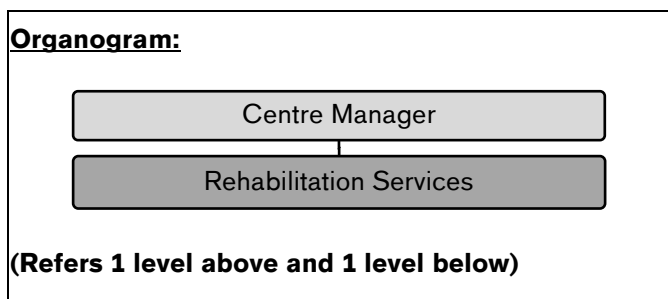 Organogram:
Centre Manager
Rehabilitation Services
(Refers 1 level above and 1 level below)